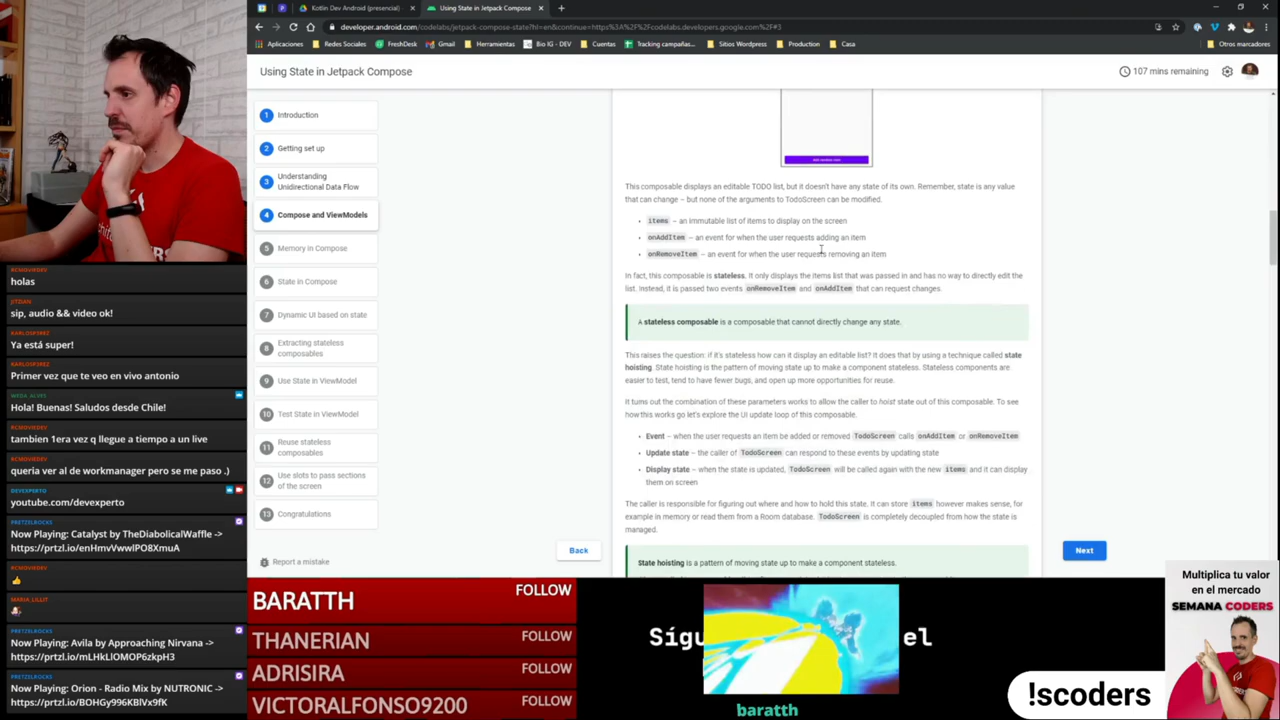 Kotlin Dev Android (presencial)
Using State in Jetpack Compose
developer.android.com/codelabs/jetpack-compose-state?hl=en&continue=https%3A%2F%2Fcodelabs.developers.google.com%2F#3
Aplicaciones
Redes Sociales
FreshDesk
Gmail
Herramientas
Bio IG - DEV
Cuentas
Tracking campañas...
Sitios Wordpress
Production
Casa
Otros marcadores
Using State in Jetpack Compose
107 mins remaining
1 Introduction
2 Getting set up
3 Understanding
Unidirectional Data Flow
4 Compose and ViewModels
5 Memory in Compose
6 State in Compose
7 Dynamic UI based on state
8 Extracting stateless
composables
9 Use State in ViewModel
10 Test State in ViewModel
11 Reuse stateless
composables
12 Use slots to pass sections
of the screen
13 Congratulations
Report a mistake
This composable displays an editable TODO list, but it doesn't have any state of its own. Remember, state is any value
that can change – but none of the arguments to TodoScreen can be modified.
• items – an immutable list of items to display on the screen
• onAddItem – an event for when the user requests adding an item
• onRemoveItem – an event for when the user requests removing an item
In fact, this composable is stateless. It only displays the items list that was passed in and has no way to directly edit the
list. Instead, it is passed two events onRemoveItem and onAddItem that can request changes.
A stateless composable is a composable that cannot directly change any state.
This raises the question: if it's stateless how can it display an editable list? It does that by using a technique called state
hoisting. State hoisting is the pattern of moving state up to make a component stateless. Stateless components are
easier to test, tend to have fewer bugs, and open up more opportunities for reuse.
It turns out the combination of these parameters works to allow the caller to hoist state out of this composable. To see
how this works go let's explore the UI update loop of this composable.
• Event – when the user requests an item be added or removed TodoScreen calls onAddItem or onRemoveItem
• Update state – the caller of TodoScreen can respond to these events by updating state
• Display state – when the state is updated, TodoScreen will be called again with the new items and it can display
them on screen
The caller is responsible for figuring out where and how to hold this state. It can store items however makes sense, for
example in memory or read them from a Room database. TodoScreen is completely decoupled from how the state is
managed.
State hoisting is a pattern of moving state up to make a component stateless.
Back
Next
RCMOVIEDEV
holas
JITZIAN
sip, audio && video ok!
KARLOSPEREZ
Ya está super!
KARLOSPEREZ
Primer vez que te veo en vivo antonio
Hola! Buenas! Saludos desde Chile!
RCMOVIEDEV
tambien 1era vez q llegue a tiempo a un live
RCMOVIEDEV
queria ver al de workmanager pero se me paso .)
DEVEXPERTO
youtube.com/devexperto
PRETZELROCKS
Now Playing: Catalyst by TheDiabolicalWaffle ->
RCMOVIEDEV
MARIA_LILLIT
PRETZELROCKS
Now Playing: Avila by Approaching Nirvana ->
PRETZELROCKS
Now Playing: Orion - Radio Mix by NUTRONIC ->
BARATTH FOLLOW
THANERIAN FOLLOW
ADRISIRA FOLLOW
VICTORALFONSO9200 FOLLOW
el
baratth
Multiplica tu valor
en el mercado
SEMANA CODERS
!scoders